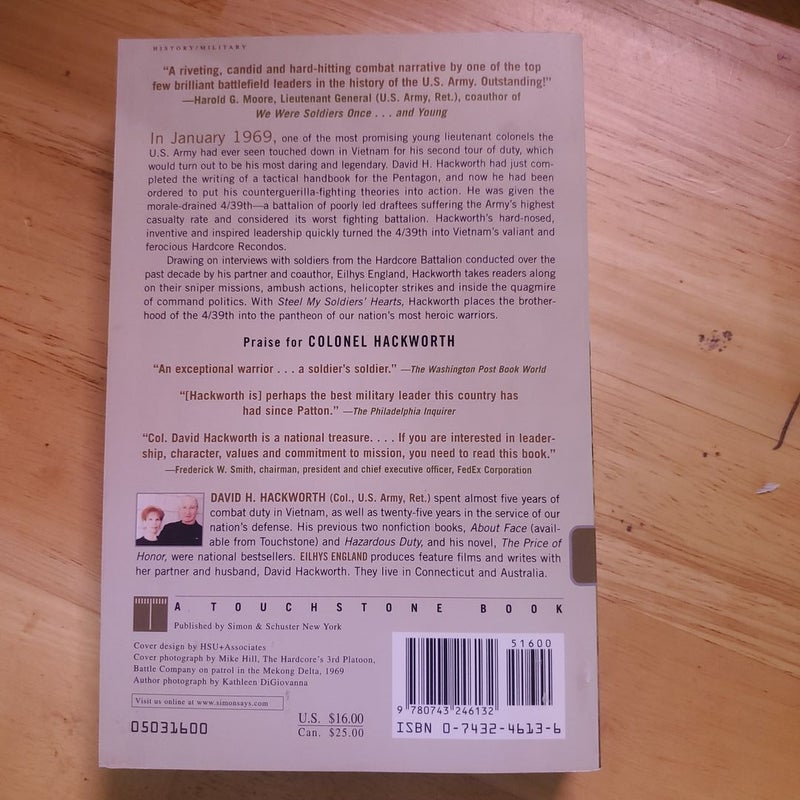 HISTORY/MILITARY
“A riveting, candid and hard-hitting combat narrative by one of the top
few brilliant battlefield leaders in the history of the U.S. Army. Outstanding!”
—Harold G. Moore, Lieutenant General (U.S. Army, Ret.), coauthor of
We Were Soldiers Once . . . and Young
In January 1969, one of the most promising young lieutenant colonels the
U.S. Army had ever seen touched down in Vietnam for his second tour of duty, which
would turn out to be his most daring and legendary. David H. Hackworth had just com-
pleted the writing of a tactical handbook for the Pentagon, and now he had been
ordered to put his counterguerilla-fighting theories into action. He was given the
morale-drained 4/39th—a battalion of poorly led draftees suffering the Army’s highest
casualty rate and considered its worst fighting battalion. Hackworth’s hard-nosed,
inventive and inspired leadership quickly turned the 4/39th into Vietnam’s valiant and
ferocious Hardcore Recondos.
Drawing on interviews with soldiers from the Hardcore Battalion conducted over the
past decade by his partner and coauthor, Eilhys England, Hackworth takes readers along
on their sniper missions, ambush actions, helicopter strikes and inside the quagmire
of command politics. With Steel My Soldiers’ Hearts, Hackworth places the brother-
hood of the 4/39th into the pantheon of our nation’s most heroic warriors.
Praise for COLONEL HACKWORTH
“An exceptional warrior . . . a soldier’s soldier.” —The Washington Post Book World
“[Hackworth is] perhaps the best military leader this country has
had since Patton.” —The Philadelphia Inquirer
“Col. David Hackworth is a national treasure. . . . If you are interested in leader-
ship, character, values and commitment to mission, you need to read this book.”
—Frederick W. Smith, chairman, president and chief executive officer, FedEx Corporation
DAVID H. HACKWORTH (Col., U.S. Army, Ret.) spent almost five years of
combat duty in Vietnam, as well as twenty-five years in the service of our
nation’s defense. His previous two nonfiction books, About Face (avail-
able from Touchstone) and Hazardous Duty, and his novel, The Price of
Honor, were national bestsellers. EILHYS ENGLAND produces feature films and writes with
her partner and husband, David Hackworth. They live in Connecticut and Australia.
A TOUCHSTONE BOOK
Published by Simon & Schuster New York
Cover design by HSU+Associates
Cover photograph by Mike Hill, The Hardcore’s 3rd Platoon,
Battle Company on patrol in the Mekong Delta, 1969
Author photograph by Kathleen DiGiovanna
Visit us online at www.simonsays.com
05031600
U.S. $16.00
Can. $25.00
51600
9 780743 246132
ISBN 0-7432-4613-6